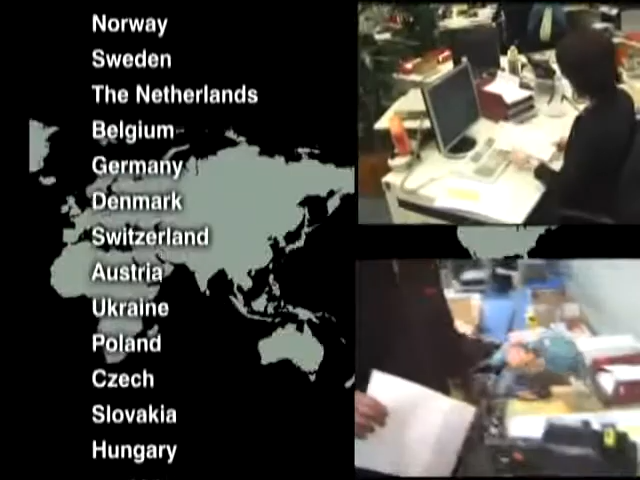 Norway
Sweden
The Netherlands
Belgium
Germany
Denmark
Switzerland
Austria
Ukraine
Poland
Czech
Slovakia
Hungary